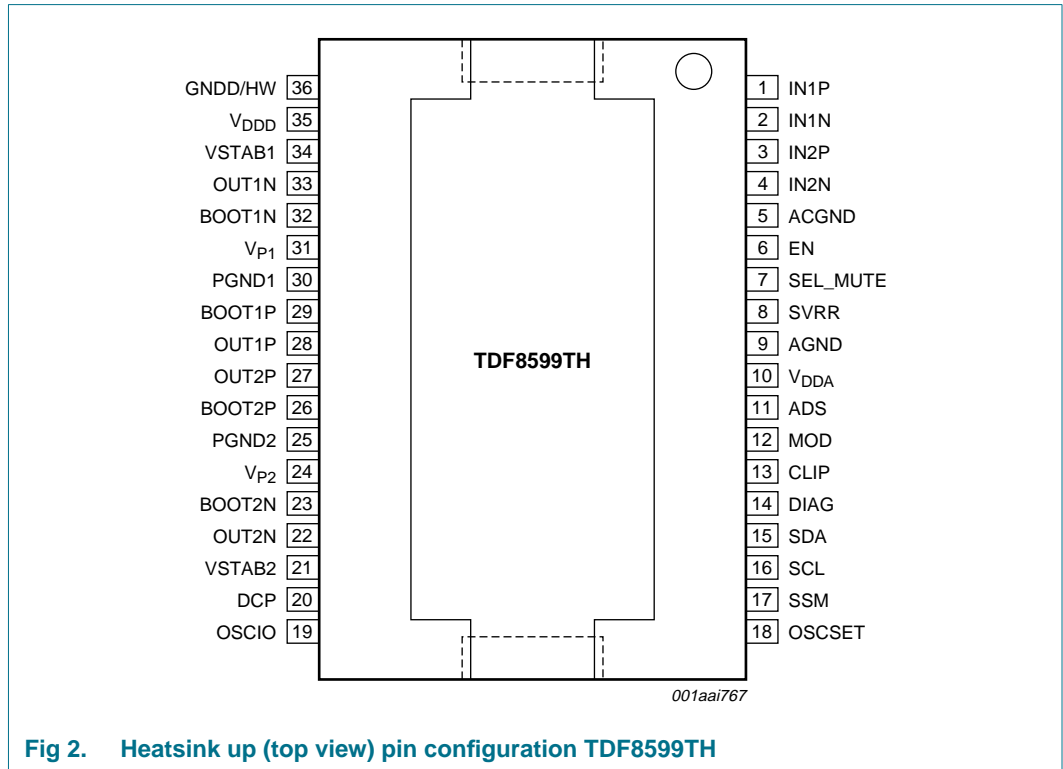 GNDD/HW 36
VDDD 35
VSTAB1 34
OUT1N 33
BOOT1N 32
VP1 31
PGND1 30
BOOT1P 29
OUT1P 28
OUT2P 27
BOOT2P 26
PGND2 25
VP2 24
BOOT2N 23
OUT2N 22
VSTAB2 21
DCP 20
OSCIO 19
TDF8599TH
1 IN1P
2 IN1N
3 IN2P
4 IN2N
5 ACGND
6 EN
7 SEL_MUTE
8 SVRR
9 AGND
10 VDDA
11 ADS
12 MOD
13 CLIP
14 DIAG
15 SDA
16 SCL
17 SSM
18 OSCSET
001aai767
Fig 2. Heatsink up (top view) pin configuration TDF8599TH